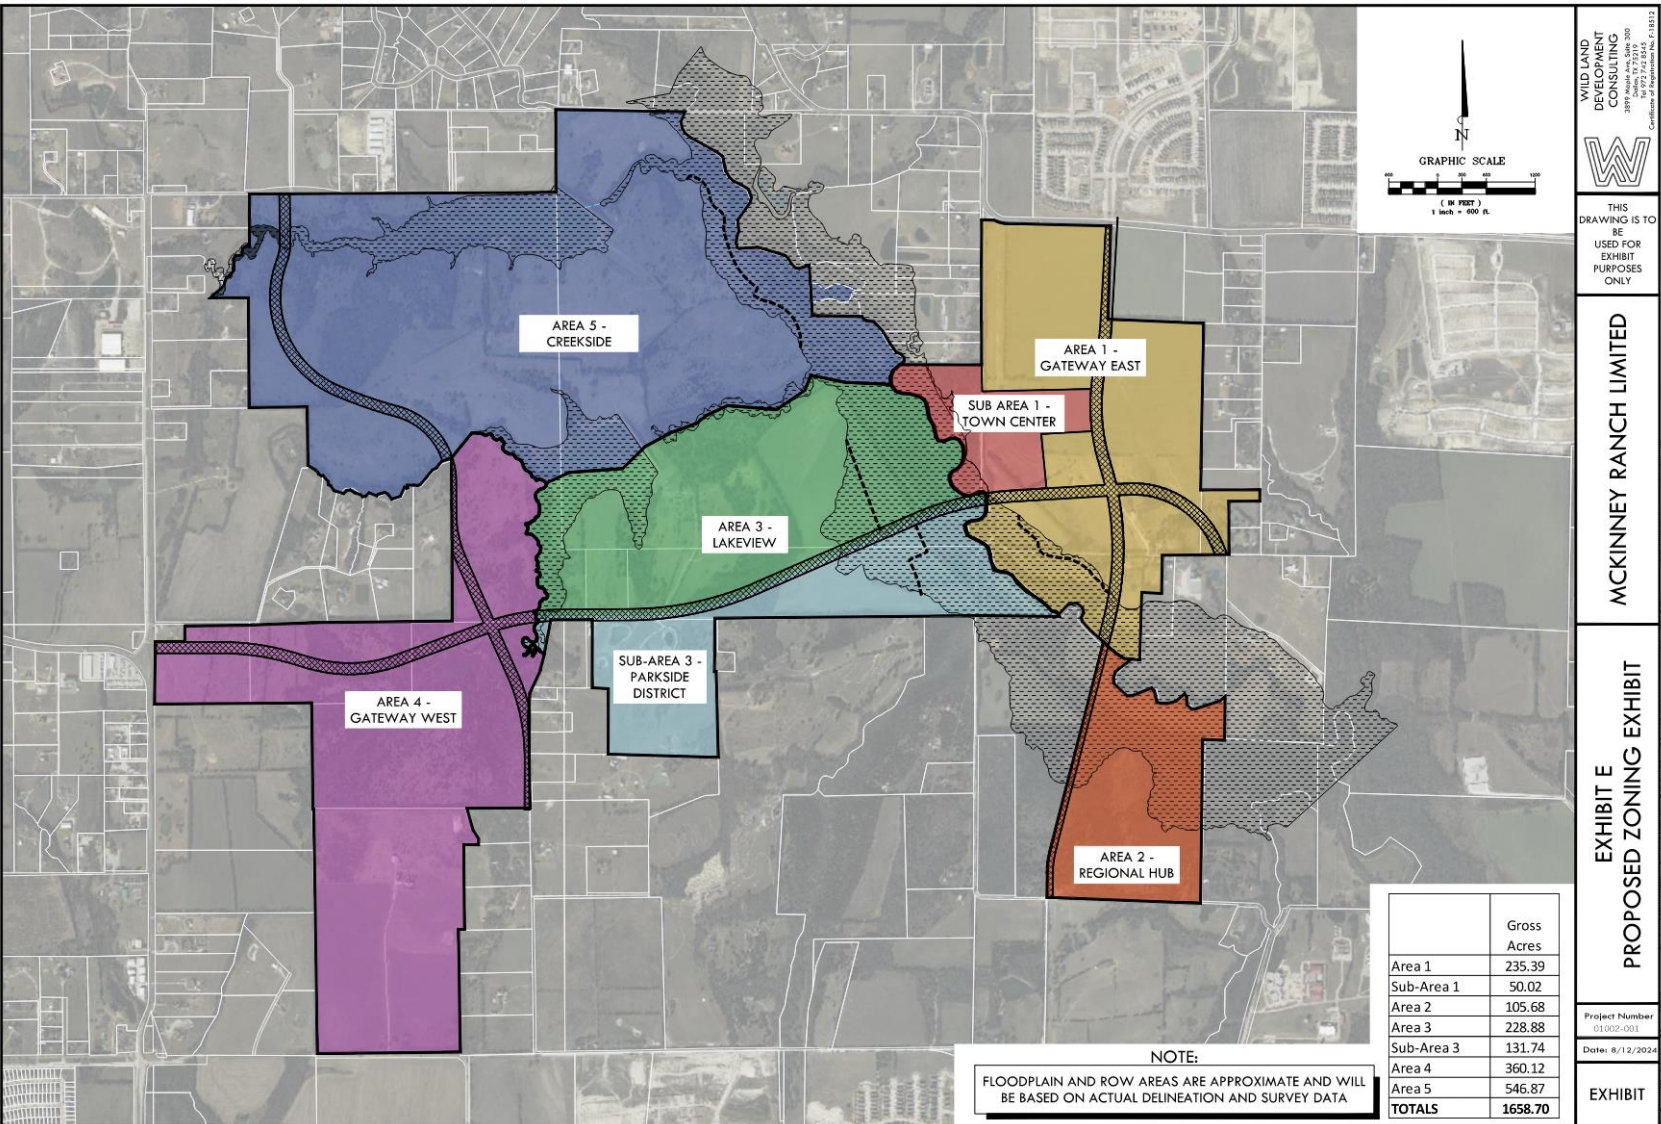 AREA 5 -
CREEKSIDE
AREA 1 -
GATEWAY EAST
SUB AREA 1 -
TOWN CENTER
AREA 3 -
LAKEVIEW
SUB-AREA 3 -
PARKSIDE
DISTRICT
AREA 4 -
GATEWAY WEST
AREA 2 -
REGIONAL HUB
N
GRAPHIC SCALE
( IN FEET )
1 inch = 600 ft.
NOTE:
FLOODPLAIN AND ROW AREAS ARE APPROXIMATE AND WILL
BE BASED ON ACTUAL DELINEATION AND SURVEY DATA
Gross
Acres
Area 1 235.39
Sub-Area 1 50.02
Area 2 105.68
Area 3 228.88
Sub-Area 3 131.74
Area 4 360.12
Area 5 546.87
TOTALS 1658.70
WILD LAND
DEVELOPMENT
CONSULTING
THIS
DRAWING IS TO
BE
USED FOR
EXHIBIT
PURPOSES
ONLY
MCKINNEY RANCH LIMITED
EXHIBIT E
PROPOSED ZONING EXHIBIT
Project Number
01002-001
Date: 8/12/2024
EXHIBIT